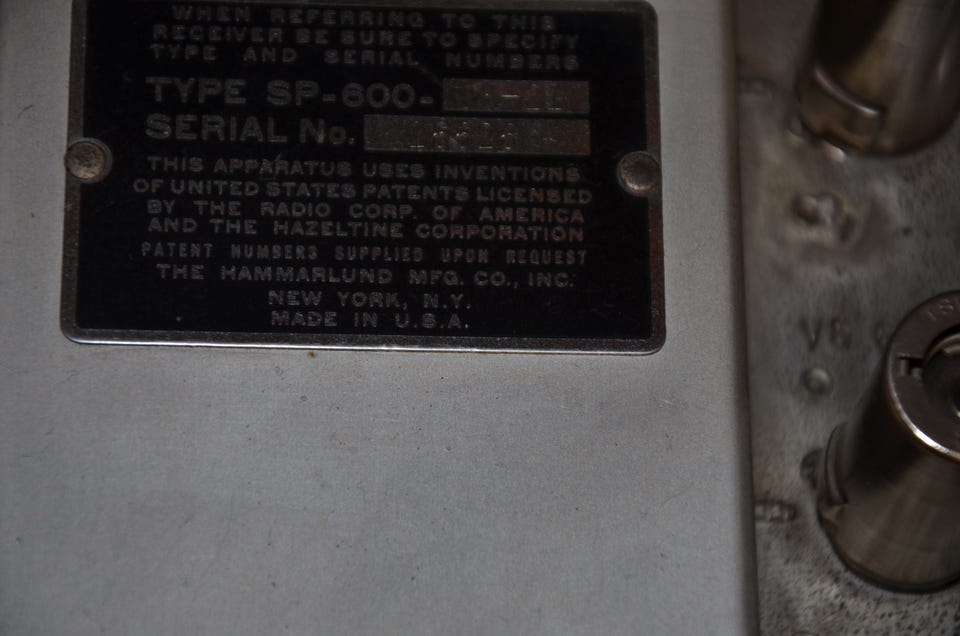 WHEN REFERRING TO THIS
RECEIVER BE SURE TO SPECIFY
TYPE AND SERIAL NUMBERS
TYPE SP-600-
SERIAL No.
THIS APPARATUS USES INVENTIONS
OF UNITED STATES PATENTS LICENSED
BY THE RADIO CORP. OF AMERICA
AND THE HAZELTINE CORPORATION
PATENT NUMBERS SUPPLIED UPON REQUEST
THE HAMMARLUND MFG. CO., INC.
NEW YORK, N.Y.
MADE IN U.S.A.